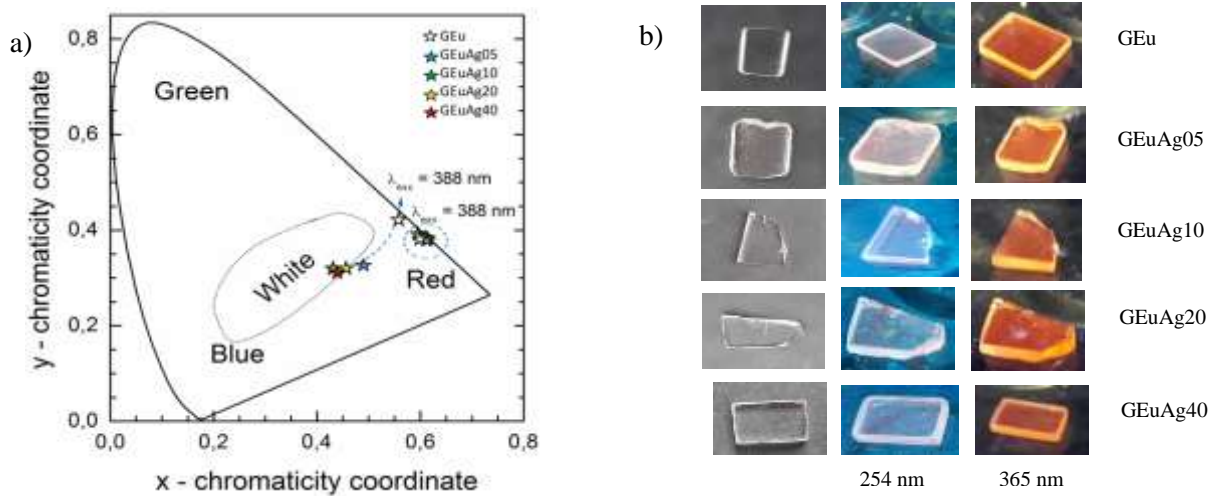 a)
0,8
0,6
0,4
0,2
0,0
0,0 0,2 0,4 0,6 0,8
y - chromaticity coordinate
x - chromaticity coordinate
GEu
GEuAg05
GEuAg10
GEuAg20
GEuAg40
Green
λexc = 388 nm
λexc = 388 nm
White
Red
Blue
b)
GEu
GEuAg05
GEuAg10
GEuAg20
GEuAg40
254 nm 365 nm